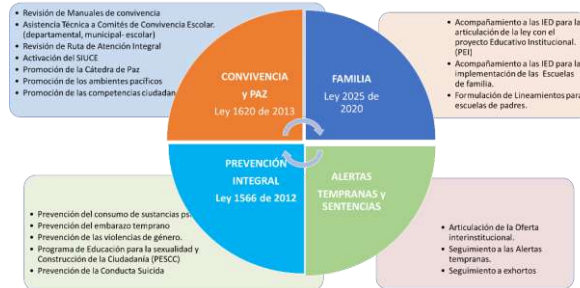 • Revisión de Manuales de convivencia
• Asistencia Técnica a Comités de Convivencia Escolar.
(departamental, municipal- escolar)
• Revisión de Ruta de Atención Integral
• Activación del SIUCE
• Promoción de la Cátedra de Paz
• Promoción de los ambientes pacíficos
• Promoción de las competencias ciudadan
CONVIVENCIA
y PAZ
Ley 1620 de 2013
FAMILIA
Ley 2025 de
2020
• Acompañamiento a las IED para la
articulación de la ley con el
proyecto Educativo Institucional.
(PEI)
• Acompañamiento a las IED para la
implementación de las Escuelas
de familia.
• Formulación de Lineamientos para
escuelas de padres.
PREVENCIÓN
INTEGRAL
Ley 1566 de 2012
ALERTAS
TEMPRANAS y
SENTENCIAS
• Prevención del consumo de sustancias ps
• Prevención del embarazo temprano
• Prevención de las violencias de género.
• Programa de Educación para la sexualidad y
Construcción de la Ciudadanía (PESCC)
• Prevención de la Conducta Suicida
• Articulación de la Oferta
interinstitucional.
• Seguimiento a las Alertas
tempranas.
• Seguimiento a exhortos